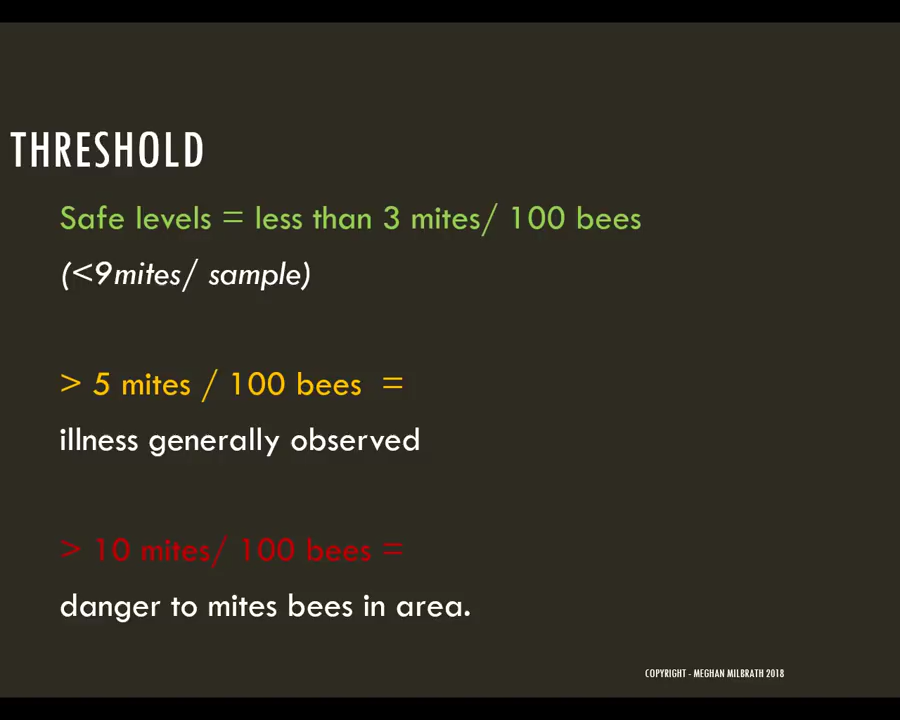 THRESHOLD
Safe levels = less than 3 mites/ 100 bees
(<9mites/ sample)
> 5 mites / 100 bees =
illness generally observed
> 10 mites/ 100 bees =
danger to mites bees in area.
COPYRIGHT - MEGHAN MILBRATH 2018